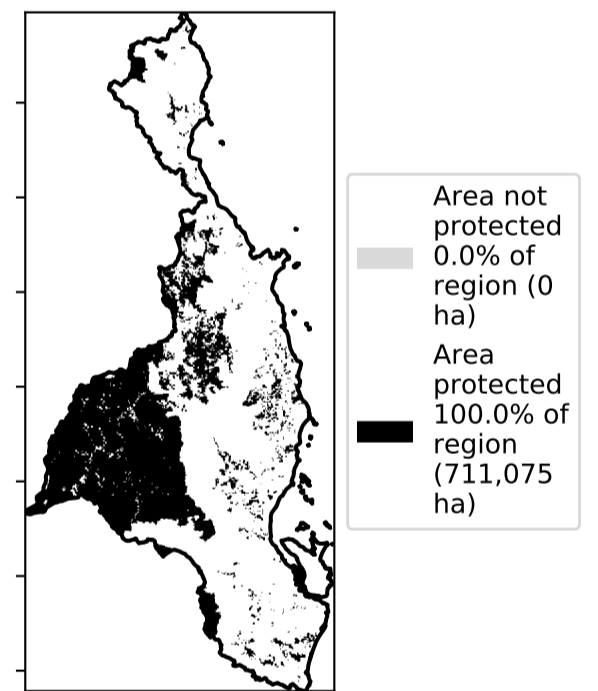 Area not
protected
0.0% of
region (0
ha)
Area
protected
100.0% of
region
(711,075
ha)